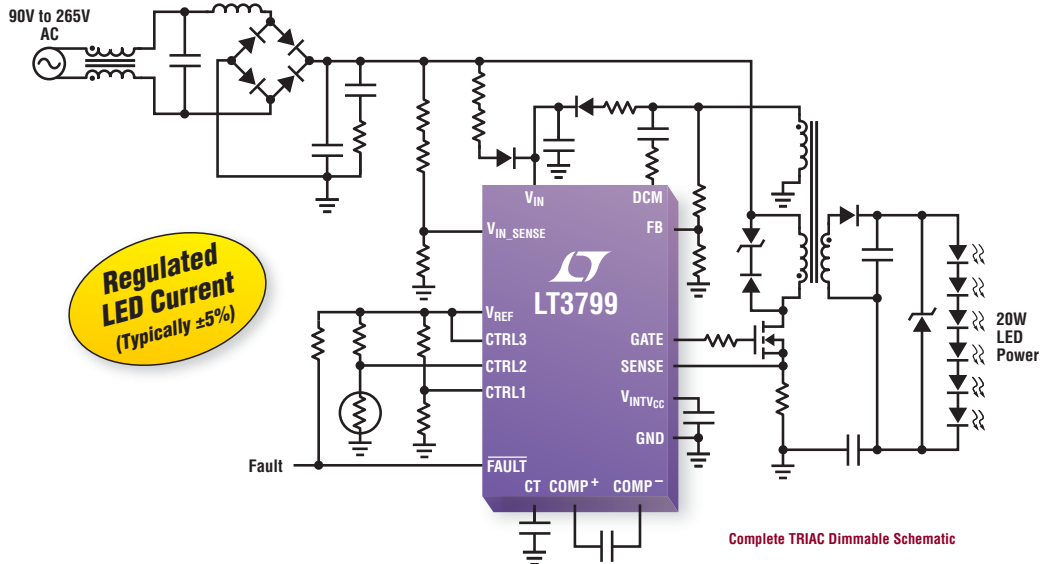 90V to 265V
AC
Regulated
LED Current
(Typically ±5%)
VIN
DCM
VIN_SENSE
FB
LT3799
VREF
CTRL3
CTRL2
CTRL1
GATE
SENSE
VINTVCC
GND
Fault
FAULT
CT COMP+ COMP–
20W
LED
Power
Complete TRIAC Dimmable Schematic